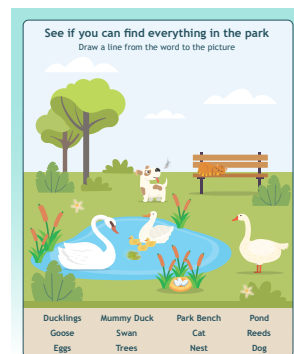 See if you can find everything in the park
Draw a line from the word to the picture
Ducklings Mummy Duck Park Bench Pond
Goose Swan Cat Reeds
Eggs Trees Nest Dog